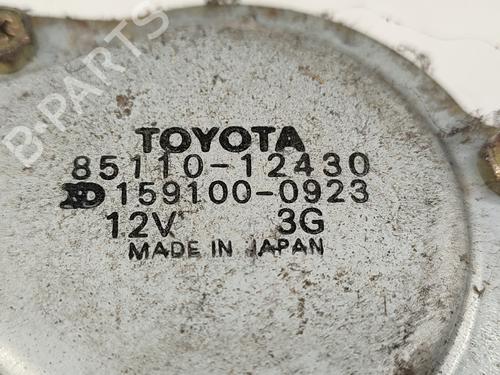 B-PARTS
TOYOTA
85110-12430
D 159100-0923
12V 3G
MADE IN JAPAN